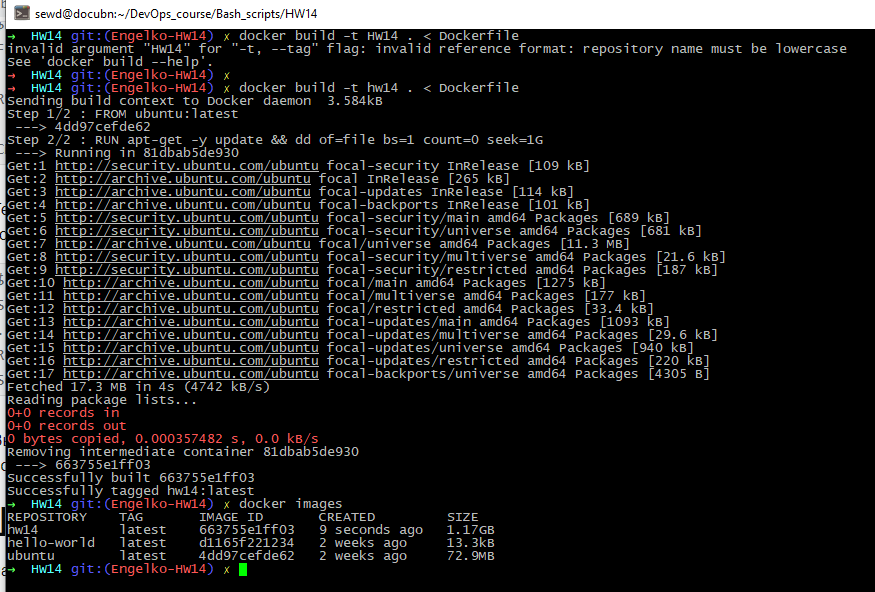 sewd@docubn:~/DevOps_course/Bash_scripts/HW14
→ HW14 git:(Engelko-HW14) ✗ docker build -t HW14 . < Dockerfile
invalid argument "HW14" for "-t, --tag" flag: invalid reference format: repository name must be lowercase
See 'docker build --help'.
→ HW14 git:(Engelko-HW14) ✗
→ HW14 git:(Engelko-HW14) ✗ docker build -t hw14 . < Dockerfile
Sending build context to Docker daemon  3.584kB
Step 1/2 : FROM ubuntu:latest
 ---> 4dd97cefde62
Step 2/2 : RUN apt-get -y update && dd of=file bs=1 count=0 seek=1G
 ---> Running in 81dbab5de930
Get:1 http://security.ubuntu.com/ubuntu focal-security InRelease [109 kB]
Get:2 http://archive.ubuntu.com/ubuntu focal InRelease [265 kB]
Get:3 http://archive.ubuntu.com/ubuntu focal-updates InRelease [114 kB]
Get:4 http://archive.ubuntu.com/ubuntu focal-backports InRelease [101 kB]
Get:5 http://security.ubuntu.com/ubuntu focal-security/main amd64 Packages [689 kB]
Get:6 http://security.ubuntu.com/ubuntu focal-security/universe amd64 Packages [681 kB]
Get:7 http://archive.ubuntu.com/ubuntu focal/universe amd64 Packages [11.3 MB]
Get:8 http://security.ubuntu.com/ubuntu focal-security/multiverse amd64 Packages [21.6 kB]
Get:9 http://security.ubuntu.com/ubuntu focal-security/restricted amd64 Packages [187 kB]
Get:10 http://archive.ubuntu.com/ubuntu focal/main amd64 Packages [1275 kB]
Get:11 http://archive.ubuntu.com/ubuntu focal/multiverse amd64 Packages [177 kB]
Get:12 http://archive.ubuntu.com/ubuntu focal/restricted amd64 Packages [33.4 kB]
Get:13 http://archive.ubuntu.com/ubuntu focal-updates/main amd64 Packages [1093 kB]
Get:14 http://archive.ubuntu.com/ubuntu focal-updates/multiverse amd64 Packages [29.6 kB]
Get:15 http://archive.ubuntu.com/ubuntu focal-updates/universe amd64 Packages [940 kB]
Get:16 http://archive.ubuntu.com/ubuntu focal-updates/restricted amd64 Packages [220 kB]
Get:17 http://archive.ubuntu.com/ubuntu focal-backports/universe amd64 Packages [4305 B]
Fetched 17.3 MB in 4s (4742 kB/s)
Reading package lists...
0+0 records in
0+0 records out
0 bytes copied, 0.000357482 s, 0.0 kB/s
Removing intermediate container 81dbab5de930
 ---> 663755e1ff03
Successfully built 663755e1ff03
Successfully tagged hw14:latest
→ HW14 git:(Engelko-HW14) ✗ docker images
REPOSITORY    TAG       IMAGE ID       CREATED         SIZE
hw14          latest    663755e1ff03   9 seconds ago   1.17GB
hello-world   latest    d1165f221234   2 weeks ago     13.3kB
ubuntu        latest    4dd97cefde62   2 weeks ago     72.9MB
→ HW14 git:(Engelko-HW14) ✗